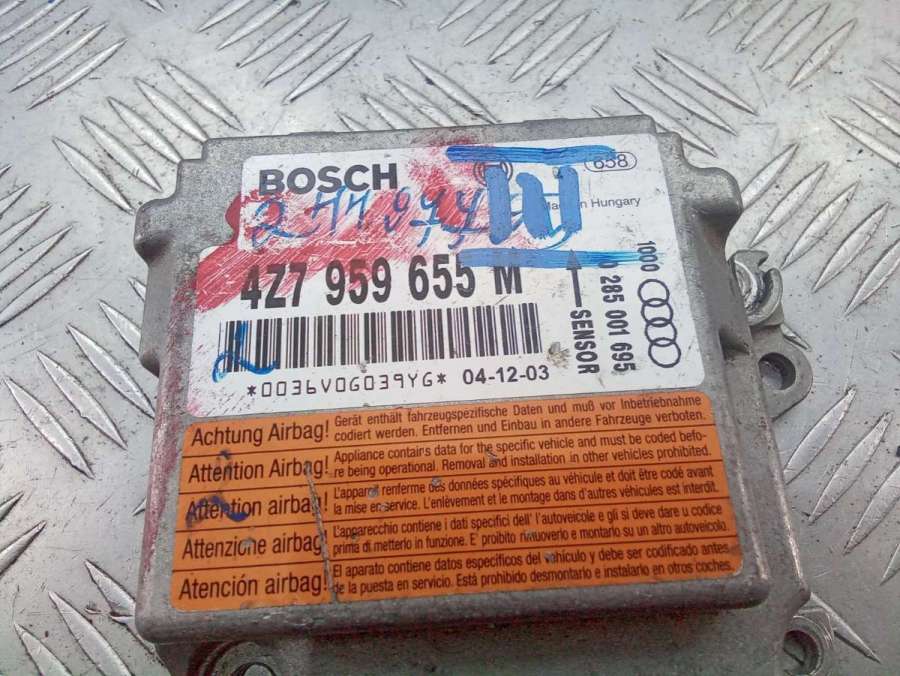 BOSCH
658
Made in Hungary
4Z7 959 655 M
*0036V0G039YG* 04-12-03
SENSOR
0 285 001 695
1000
Achtung Airbag! Gerät enthält fahrzeugspezifische Daten und muß vor Inbetriebnahme
codiert werden. Entfernen und Einbau in andere Fahrzeuge verboten.
Attention Airbag! Appliance contains data for the specific vehicle and must be coded befo-
re being operational. Removal and installation in other vehicles prohibited.
Attention airbag! L'appareil renferme des données spécifiques au véhicule et doit être codé avant
la mise en service. L'enlèvement et le montage dans d'autres véhicules est interdit.
Attenzione airbag! L'apparecchio contiene i dati specifici dell' l'autoveicole e gli si deve dare u codice
prima di metterlo in funzione. E' proibito rimuoverlo e montarlo su un altro autoveicolo.
Atención airbag! El aparato contiene datos específicos del vehículo y debe ser codificado antes
de la puesta en servicio. Está prohibido desmontarlo e instalarlo en otros coches.